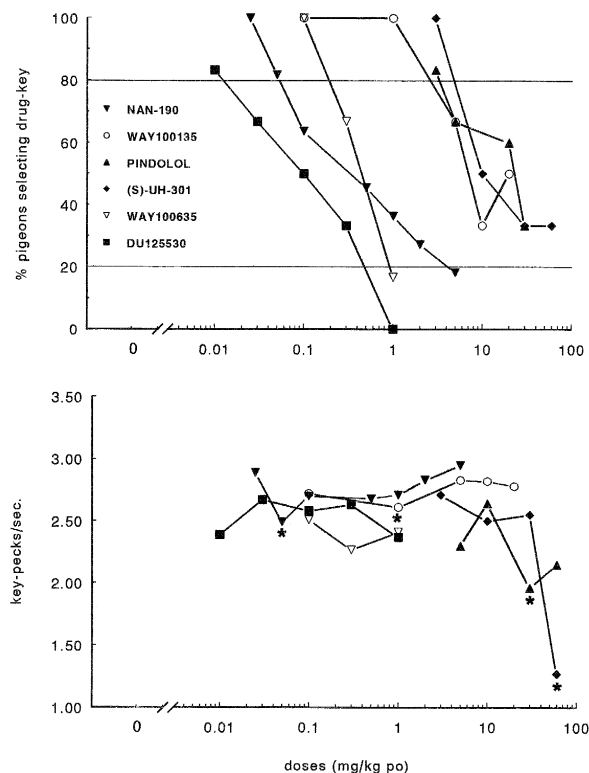 % pigeons selecting drug-key
100
80
60
40
20
0
NAN-190
WAY100135
PINDOLOL
(S)-UH-301
WAY100635
DU125530
0 0.01 0.1 1 10 100
key-pecks/sec.
3.50
3.00
2.50
2.00
1.50
1.00
*
*
*
*
0 0.01 0.1 1 10 100
doses (mg/kg po)